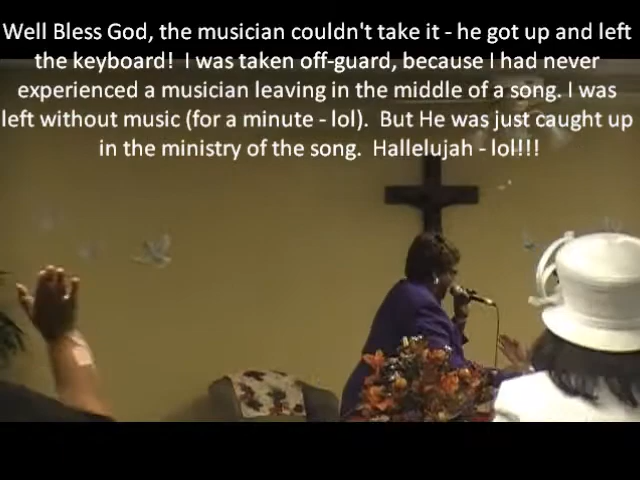 Well Bless God, the musician couldn't take it - he got up and left
the keyboard!  I was taken off-guard, because I had never
experienced a musician leaving in the middle of a song. I was
left without music (for a minute - lol).  But He was just caught up
in the ministry of the song.  Hallelujah - lol!!!